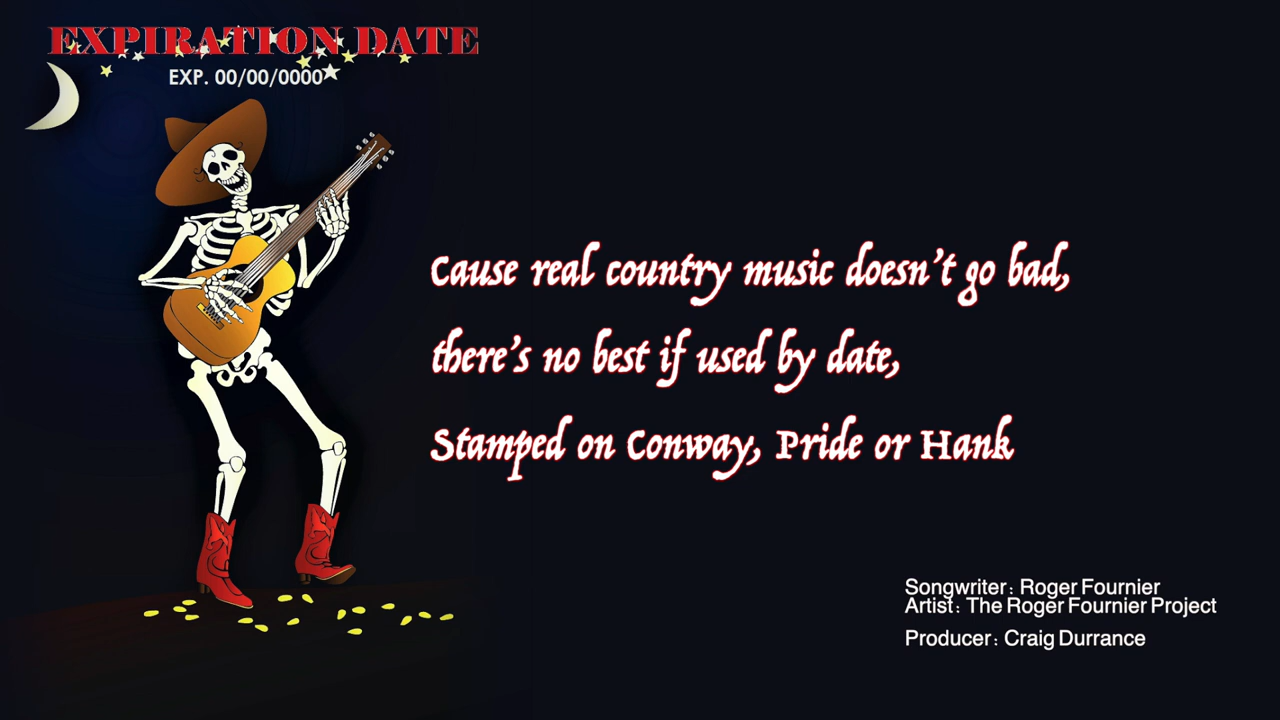 EXPIRATION DATE
EXP. 00/00/0000
Cause real country music doesn't go bad,
there's no best if used by date,
Stamped on Conway, Pride or Hank
Songwriter: Roger Fournier
Artist: The Roger Fournier Project
Producer: Craig Durrance